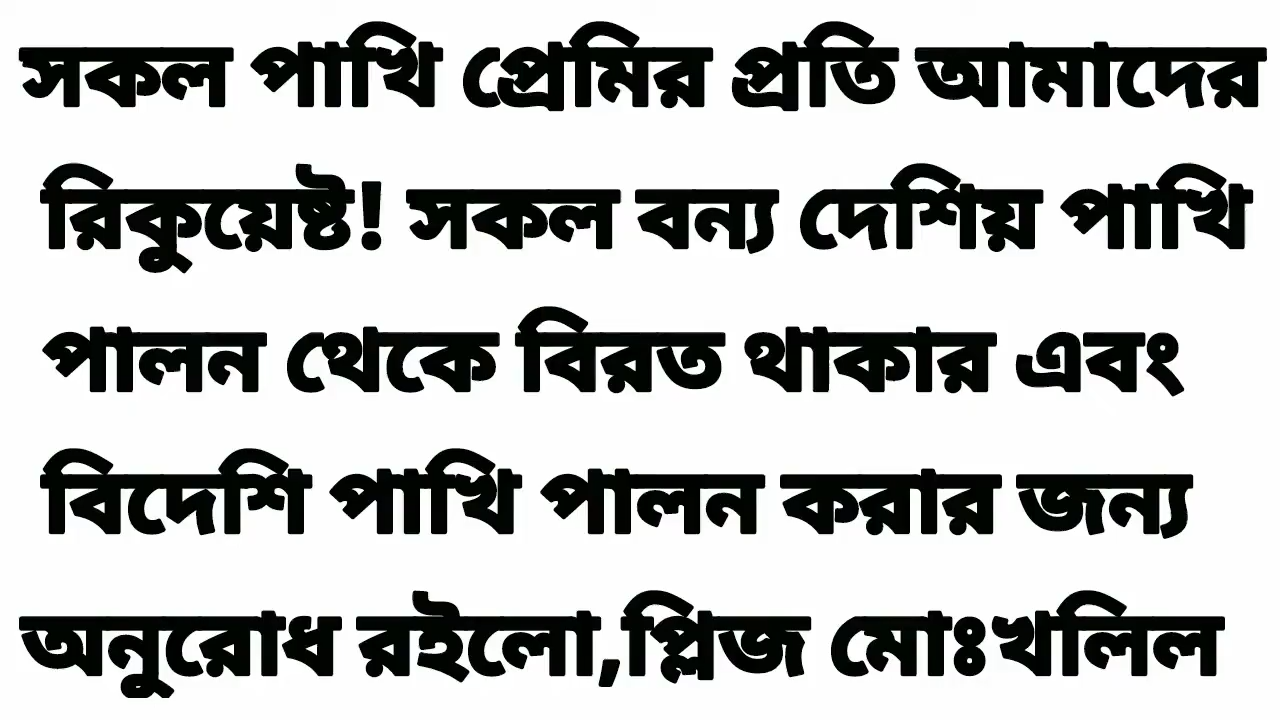 সকল পাখি প্রেমির প্রতি আমাদের
রিকুয়েষ্ট! সকল বন্য দেশিয় পাখি
পালন থেকে বিরত থাকার এবং
বিদেশি পাখি পালন করার জন্য
অনুরোধ রইলো,প্লিজ মোঃখলিল